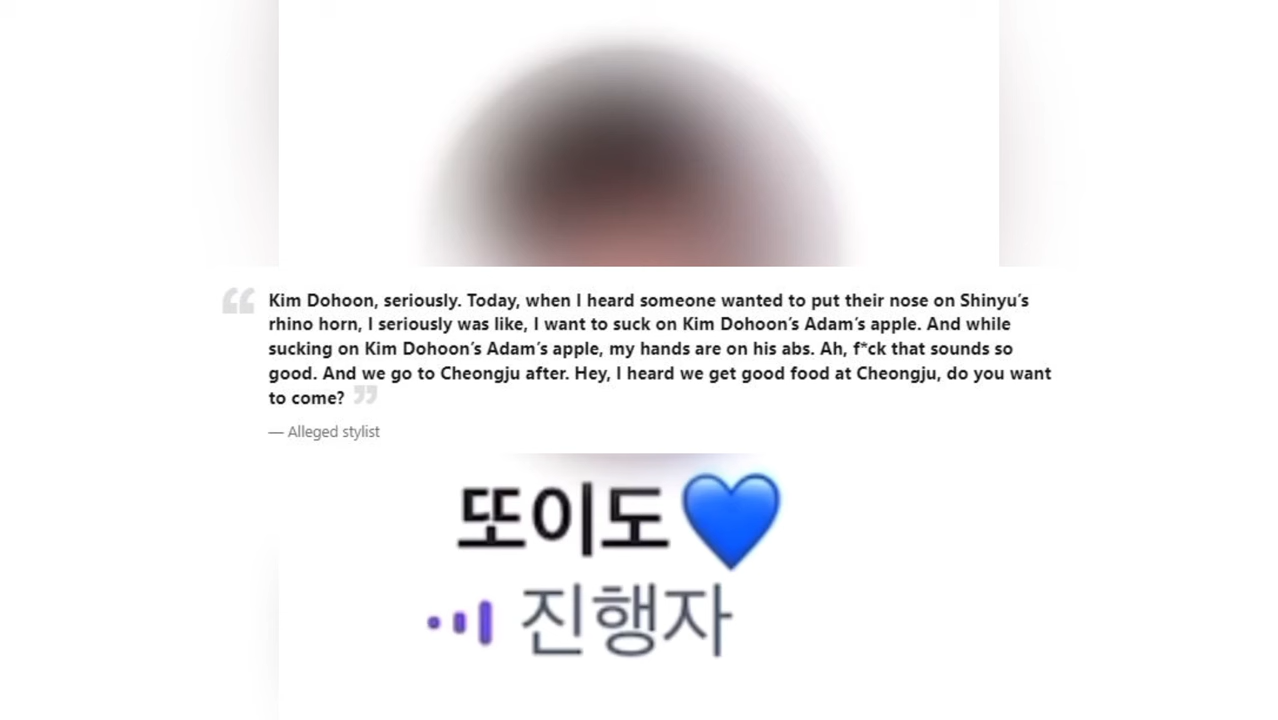 Kim Dohoon, seriously. Today, when I heard someone wanted to put their nose on Shinyu's
rhino horn, I seriously was like, I want to suck on Kim Dohoon's Adam's apple. And while
sucking on Kim Dohoon's Adam's apple, my hands are on his abs. Ah, f*ck that sounds so
good. And we go to Cheongju after. Hey, I heard we get good food at Cheongju, do you want
to come?
— Alleged stylist
또이도💙
진행자